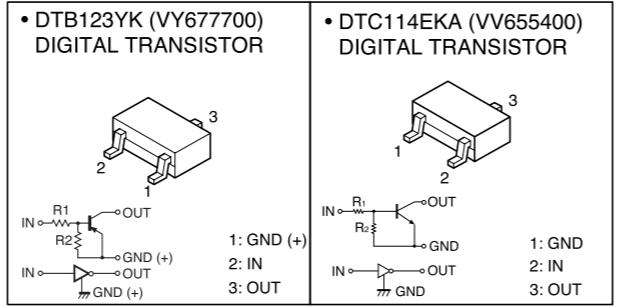 • DTB123YK (VY677700)
DIGITAL TRANSISTOR
3
2
1
R1
IN
OUT
R2
GND (+)
IN
OUT
GND (+)
1: GND (+)
2: IN
3: OUT
• DTC114EKA (VV655400)
DIGITAL TRANSISTOR
3
1
2
R1
IN
OUT
R2
GND
IN
OUT
GND
1: GND
2: IN
3: OUT